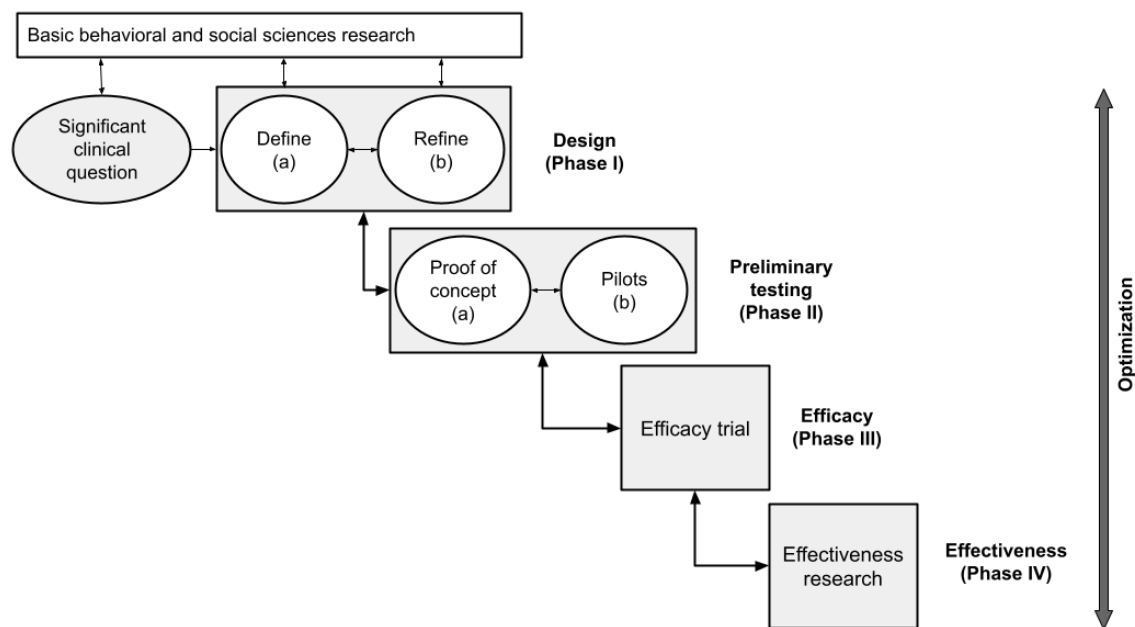 Basic behavioral and social sciences research
Significant
clinical
question
Define
(a)
Refine
(b)
Design
(Phase I)
Proof of
concept
(a)
Pilots
(b)
Preliminary
testing
(Phase II)
Efficacy trial
Efficacy
(Phase III)
Effectiveness
research
Effectiveness
(Phase IV)
Optimization